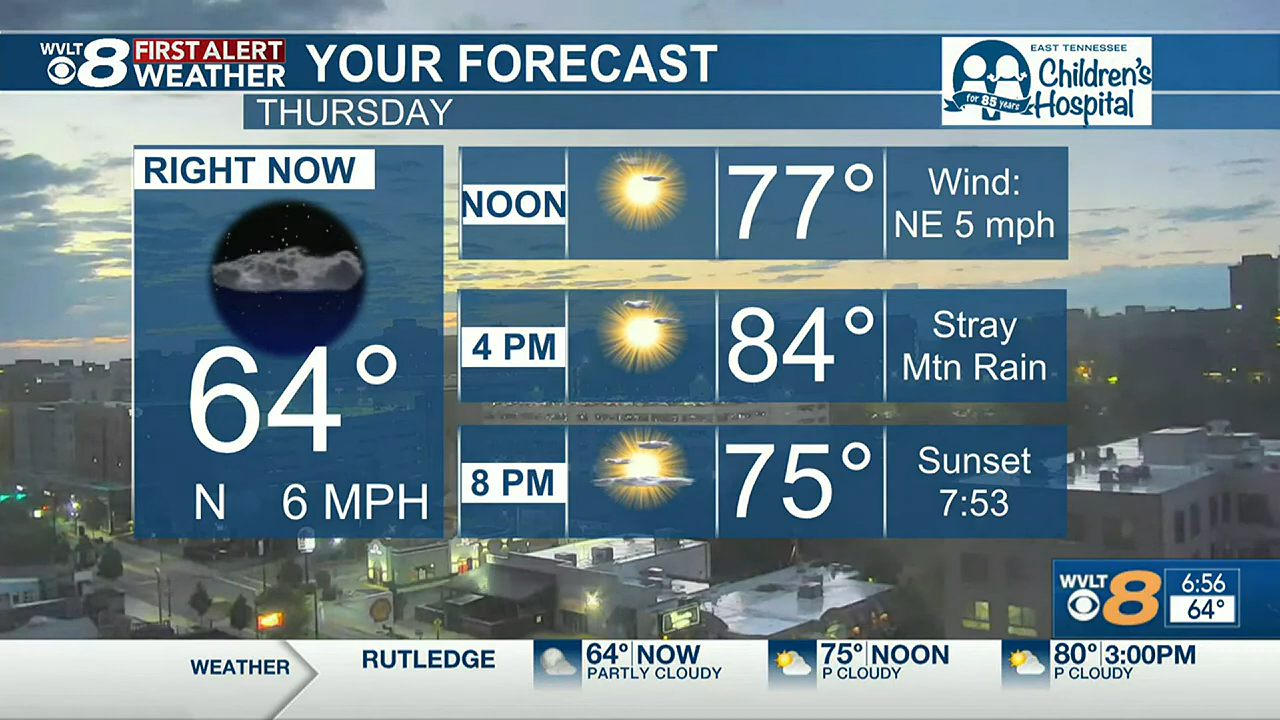 WVLT 8 FIRST ALERT
WEATHER
YOUR FORECAST
EAST TENNESSEE
Children's
Hospital
for 85 years
THURSDAY
RIGHT NOW
64°
N 6 MPH
NOON 77° Wind:
NE 5 mph
4 PM 84° Stray
Mtn Rain
8 PM 75° Sunset
7:53
WVLT 8 6:56
64°
WEATHER
RUTLEDGE
64° NOW
PARTLY CLOUDY
75° NOON
P CLOUDY
80° 3:00PM
P CLOUDY